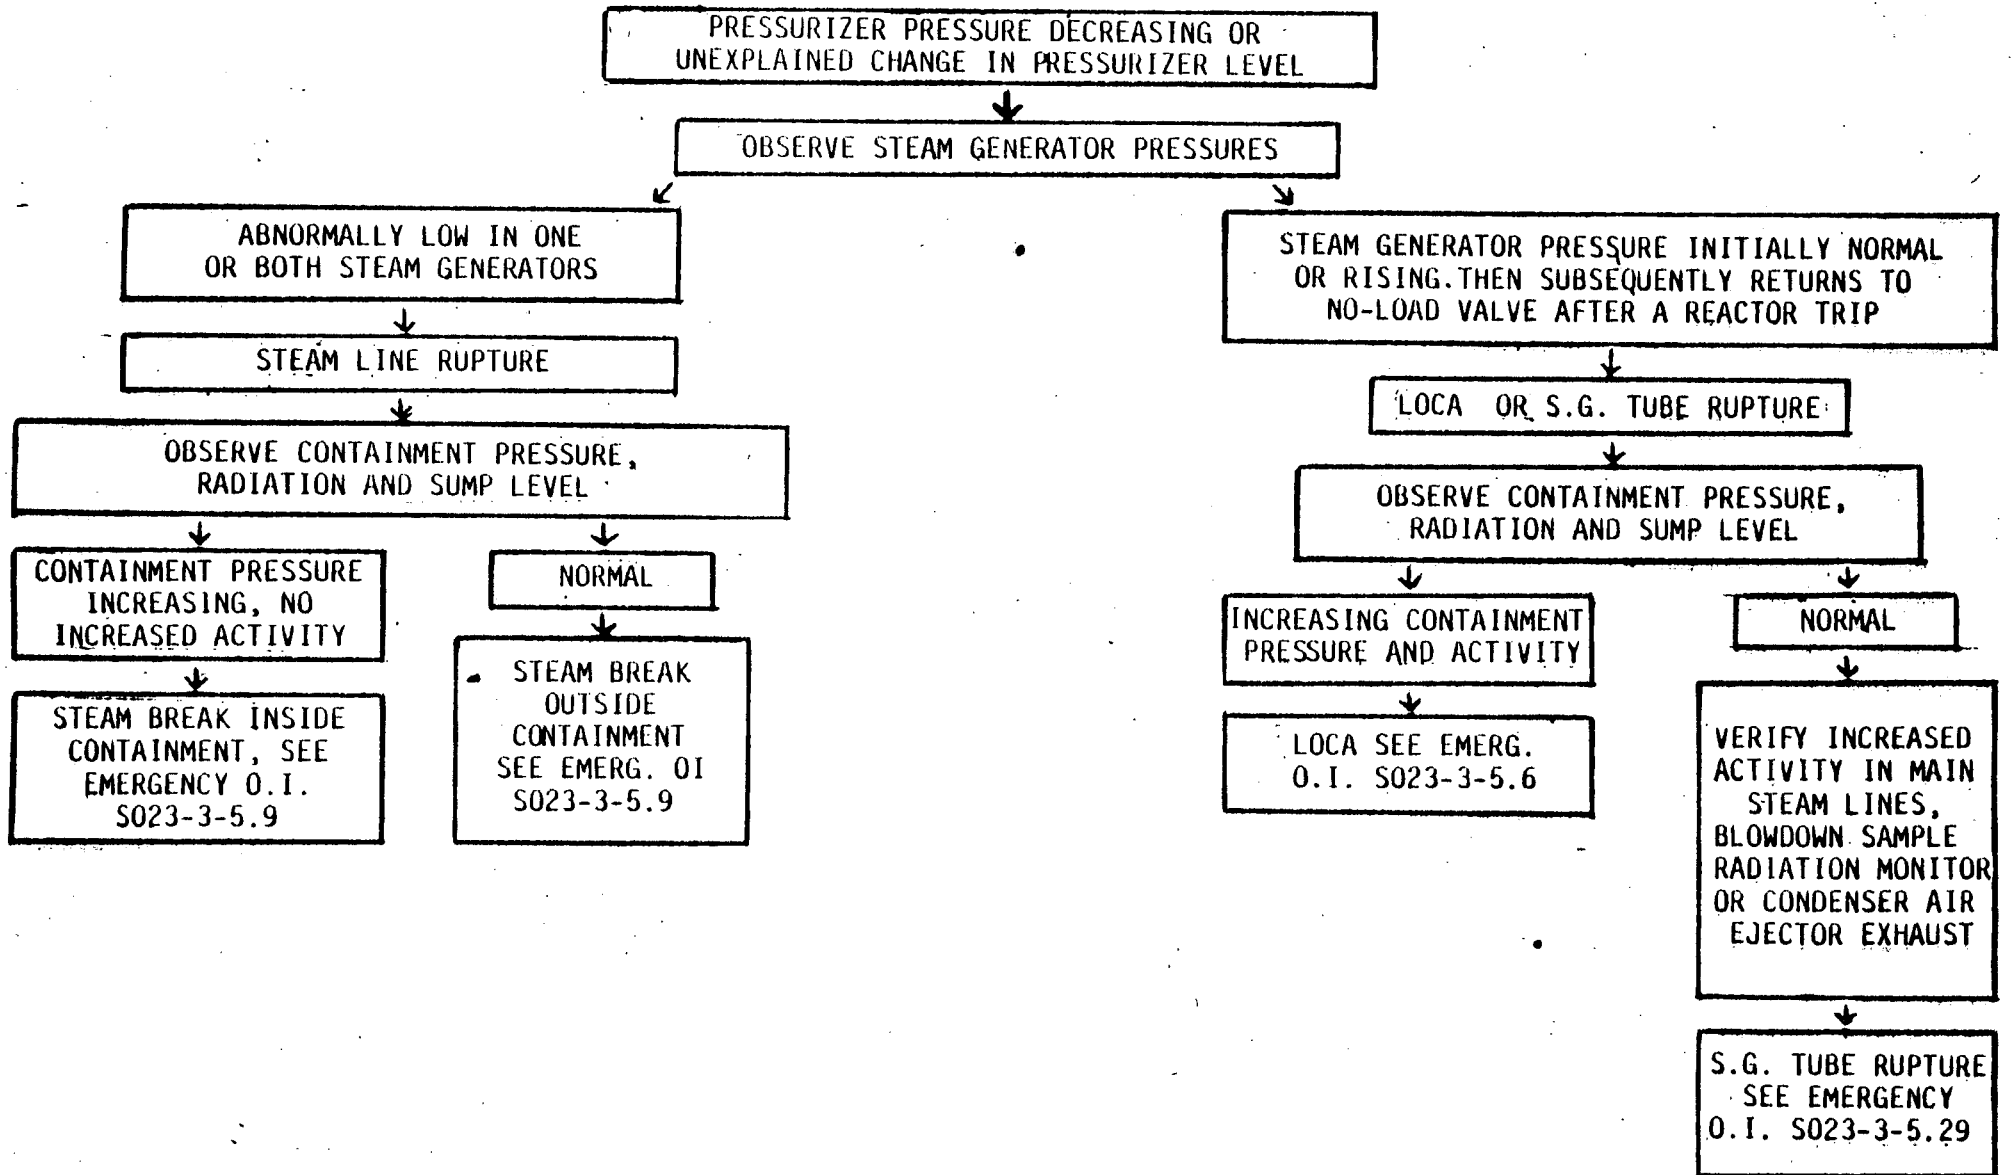 PRESSURIZER PRESSURE DECREASING OR
UNEXPLAINED CHANGE IN PRESSURIZER LEVEL
OBSERVE STEAM GENERATOR PRESSURES
ABNORMALLY LOW IN ONE
OR BOTH STEAM GENERATORS
STEAM LINE RUPTURE
OBSERVE CONTAINMENT PRESSURE,
RADIATION AND SUMP LEVEL
CONTAINMENT PRESSURE
INCREASING, NO
INCREASED ACTIVITY
STEAM BREAK INSIDE
CONTAINMENT, SEE
EMERGENCY O.I.
SO23-3-5.9
NORMAL
STEAM BREAK
OUTSIDE
CONTAINMENT
SEE EMERG. OI
SO23-3-5.9
STEAM GENERATOR PRESSURE INITIALLY NORMAL
OR RISING.THEN SUBSEQUENTLY RETURNS TO
NO-LOAD VALVE AFTER A REACTOR TRIP
LOCA OR S.G. TUBE RUPTURE
OBSERVE CONTAINMENT PRESSURE,
RADIATION AND SUMP LEVEL
INCREASING CONTAINMENT
PRESSURE AND ACTIVITY
LOCA SEE EMERG.
O.I. SO23-3-5.6
NORMAL
VERIFY INCREASED
ACTIVITY IN MAIN
STEAM LINES,
BLOWDOWN SAMPLE
RADIATION MONITOR
OR CONDENSER AIR
EJECTOR EXHAUST
S.G. TUBE RUPTURE
SEE EMERGENCY
O.I. SO23-3-5.29